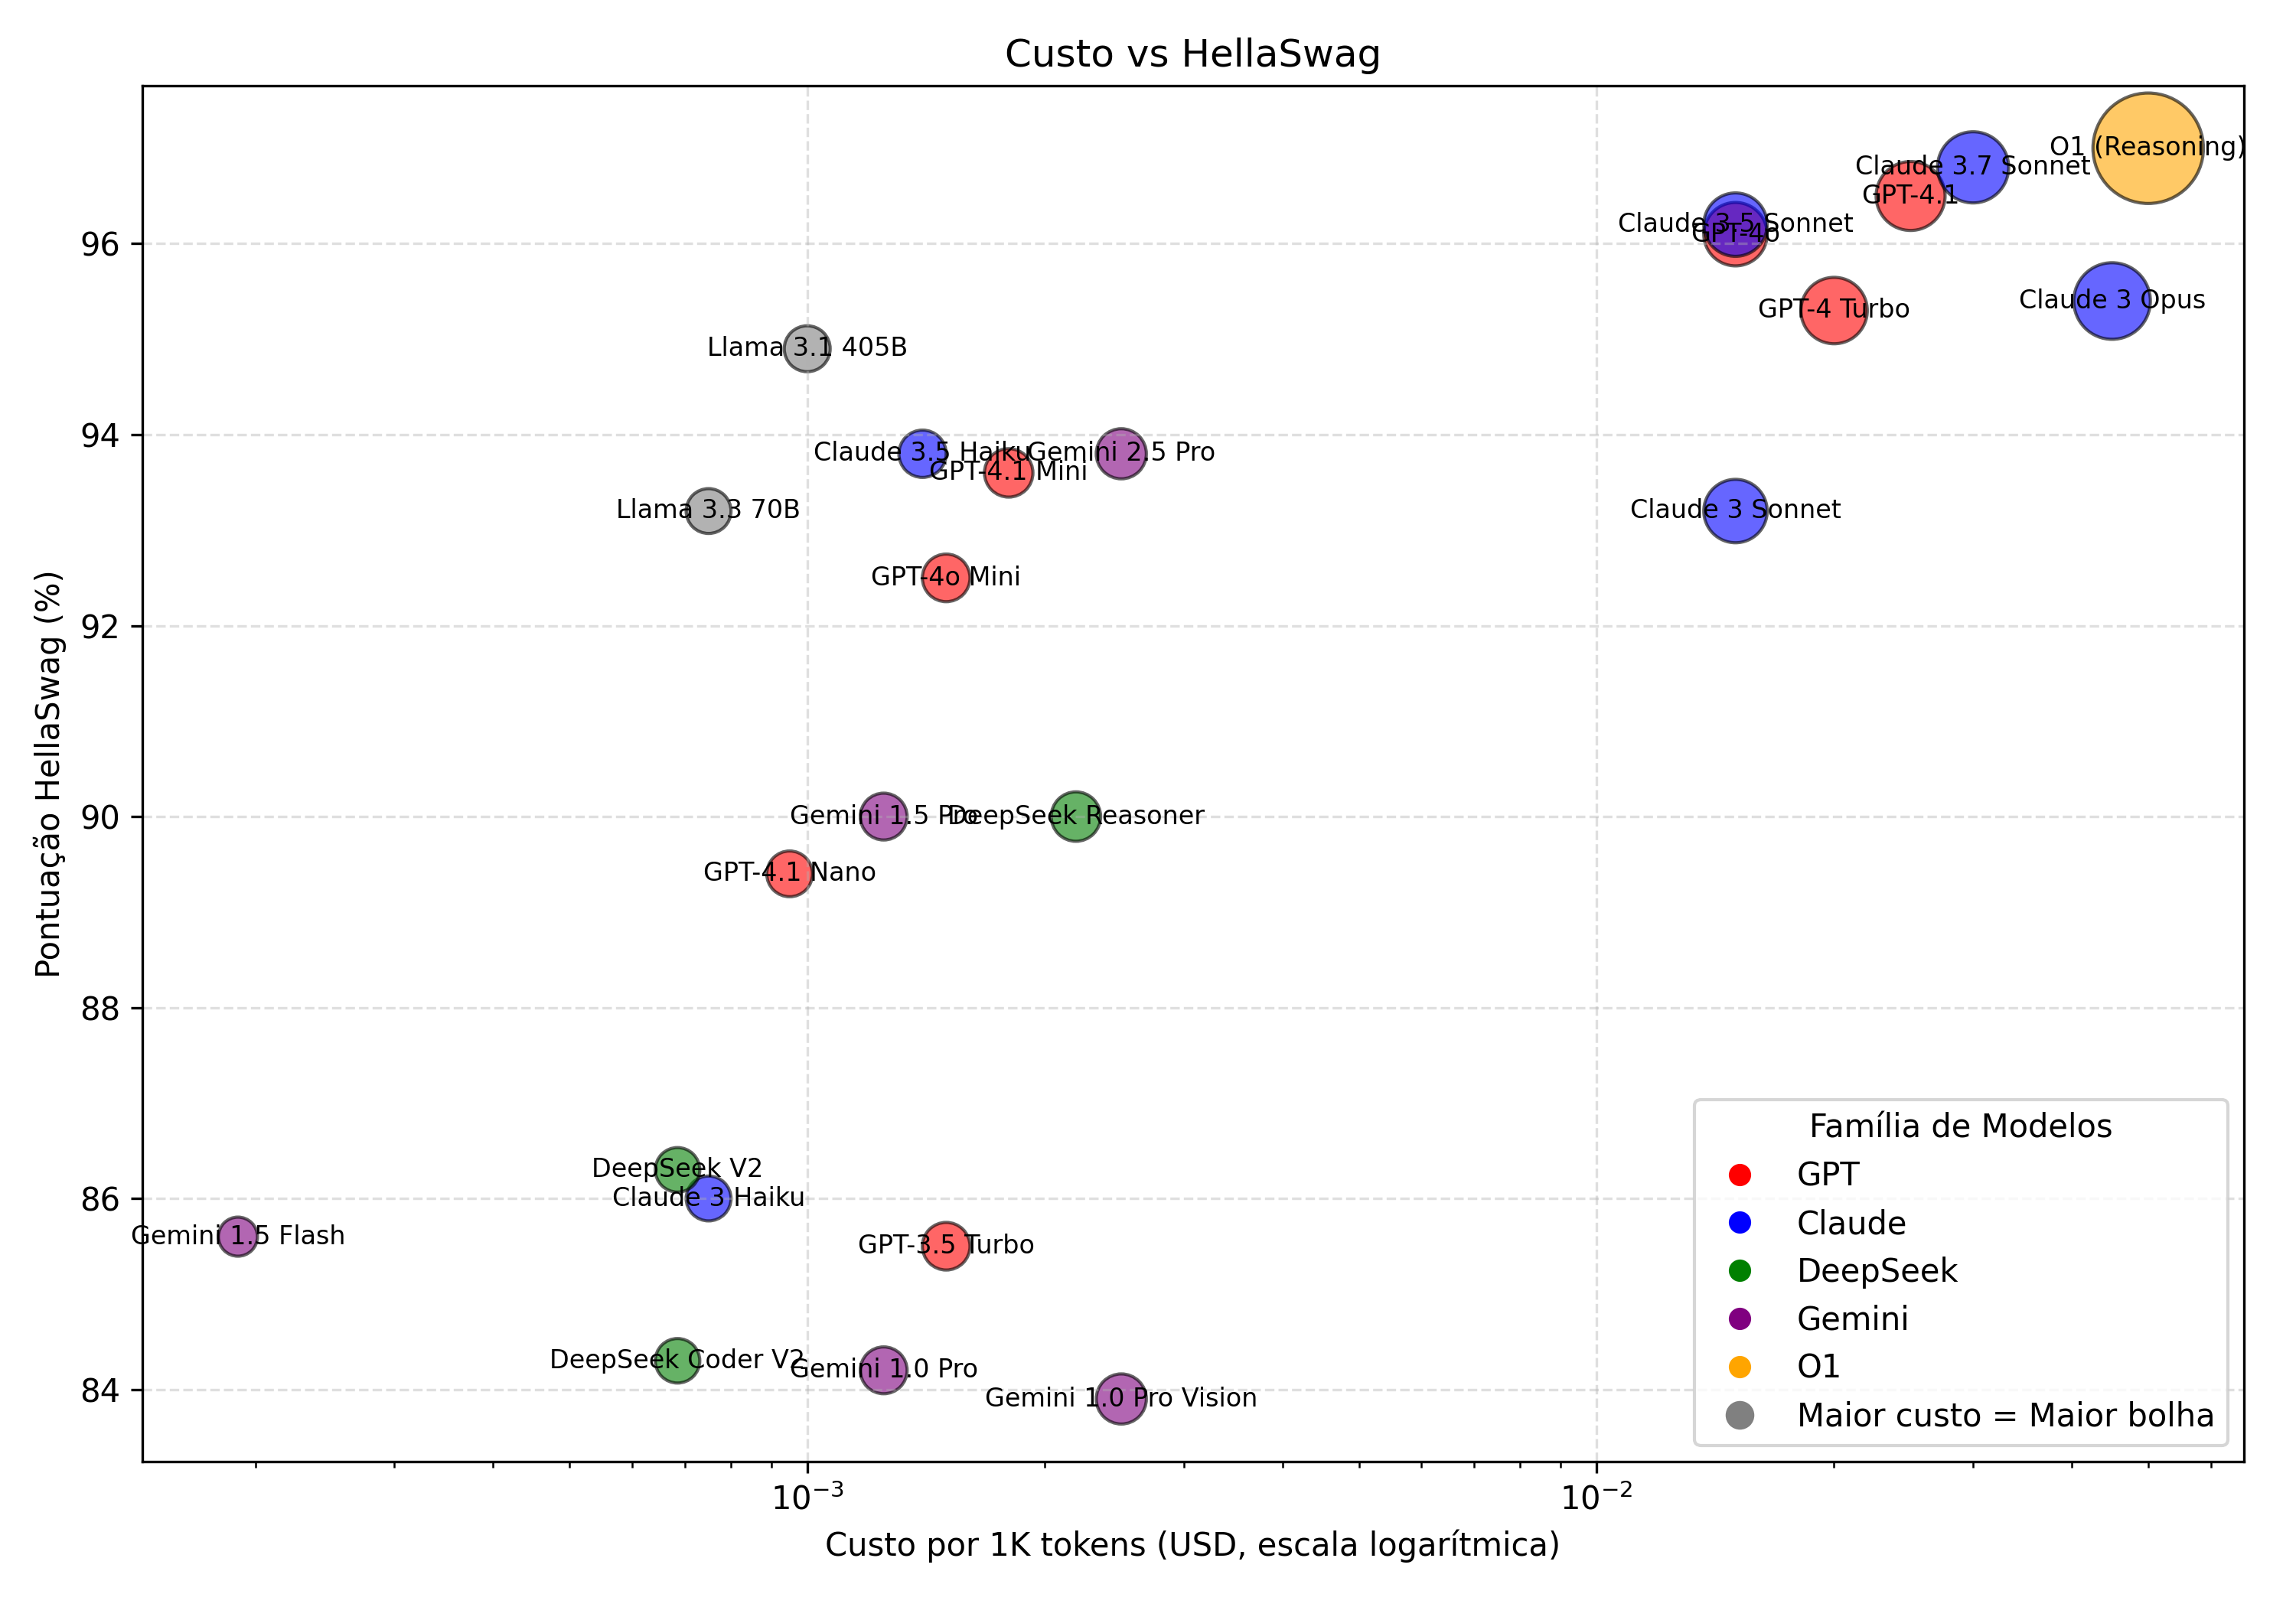 Custo vs HellaSwag
O1 (Reasoning)
Claude 3.7 Sonnet
GPT-4.1
Claude 3.5 Sonnet
GPT-4o
Claude 3 Opus
GPT-4 Turbo
Llama 3.1 405B
Claude 3.5 Haiku
Gemini 2.5 Pro
GPT-4.1 Mini
Llama 3.3 70B
Claude 3 Sonnet
GPT-4o Mini
Gemini 1.5 Pro
DeepSeek Reasoner
GPT-4.1 Nano
DeepSeek V2
Claude 3 Haiku
Gemini 1.5 Flash
GPT-3.5 Turbo
DeepSeek Coder V2
Gemini 1.0 Pro
Gemini 1.0 Pro Vision
96
94
92
90
88
86
84
Pontuação HellaSwag (%)
10⁻³
10⁻²
Custo por 1K tokens (USD, escala logarítmica)
Família de Modelos
GPT
Claude
DeepSeek
Gemini
O1
Maior custo = Maior bolha